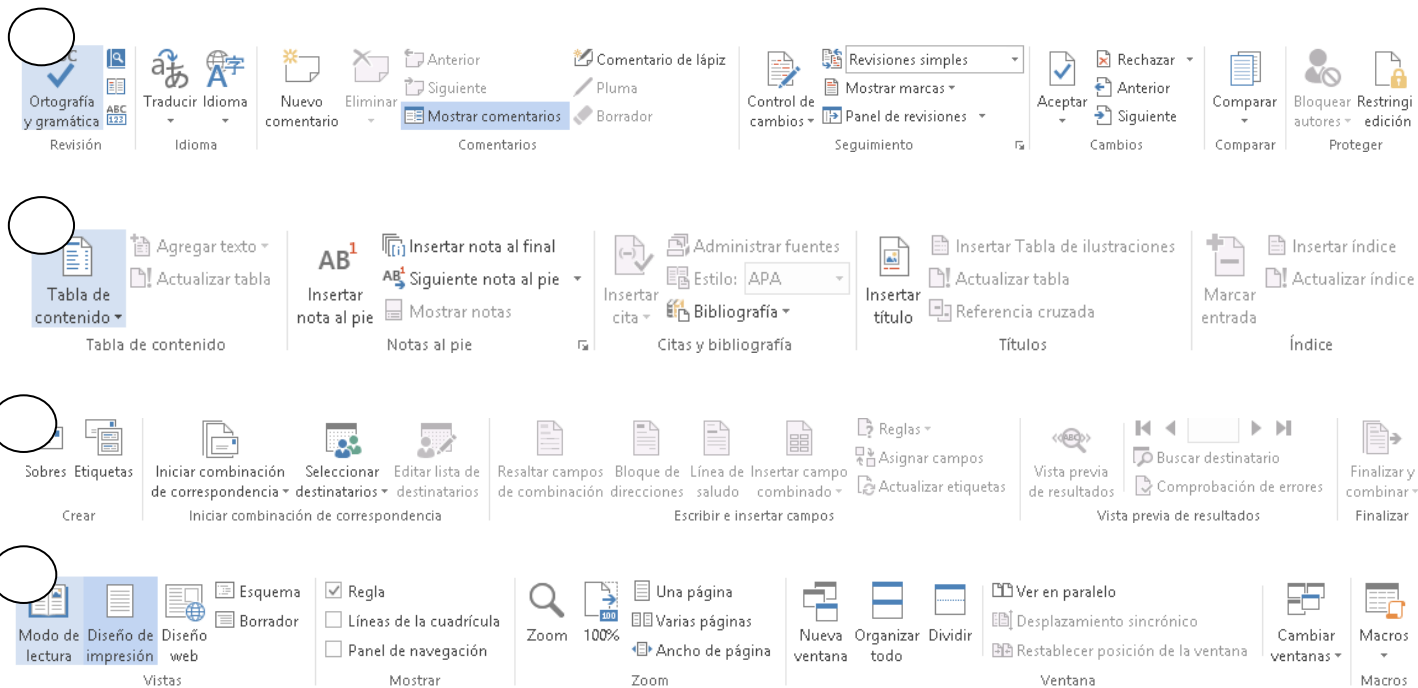 Ortografía y gramática
ABC 123
Traducir Idioma
Nuevo comentario
Eliminar
Anterior
Siguiente
Mostrar comentarios
Comentario de lápiz
Pluma
Borrador
Control de cambios
Revisiones simples
Mostrar marcas
Panel de revisiones
Aceptar
Rechazar
Anterior
Siguiente
Comparar
Bloquear autores
Restringi edición
Revisión Idioma Comentarios Seguimiento Cambios Comparar Proteger
Tabla de contenido
Agregar texto
Actualizar tabla
AB1
Insertar nota al pie
[i] Insertar nota al final
AB1 Siguiente nota al pie
Mostrar notas
Insertar cita
Administrar fuentes
Estilo: APA
Bibliografía
Insertar título
Insertar Tabla de ilustraciones
Actualizar tabla
Referencia cruzada
Marcar entrada
Insertar índice
Actualizar índice
Tabla de contenido Notas al pie Citas y bibliografía Títulos Índice
Sobres Etiquetas
Iniciar combinación de correspondencia
Seleccionar destinatarios
Editar lista de destinatarios
Resaltar campos de combinación
Bloque de direcciones
Línea de saludo
Insertar campo combinado
Reglas
Asignar campos
Actualizar etiquetas
ABC
Vista previa de resultados
Buscar destinatario
Comprobación de errores
Finalizar y combinar
Crear Iniciar combinación de correspondencia Escribir e insertar campos Vista previa de resultados Finalizar
Modo de lectura
Diseño de impresión
Diseño web
Esquema
Borrador
Regla
Líneas de la cuadrícula
Panel de navegación
Zoom
100
100%
Una página
Varias páginas
Ancho de página
Nueva ventana
Organizar todo
Dividir
Ver en paralelo
Desplazamiento sincrónico
Restablecer posición de la ventana
Cambiar ventanas
Macros
Vistas Mostrar Zoom Ventana Macros